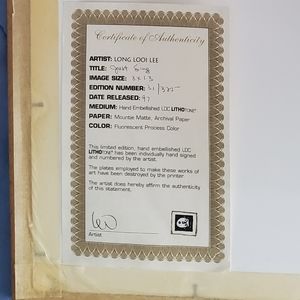 Certificate of Authenticity
ARTIST: LONG LOOI LEE
TITLE:
IMAGE SIZE:
EDITION NUMBER: /375
DATE RELEASED: 97
MEDIUM: Hand Embellished LDC LITHOTONE®
PAPER: Mountie Matte, Archival Paper
COLOR: Fluorescent Process Color
This limited edition, hand embellished LDC
LITHOTONE® has been individually hand signed
and numbered by the artist.
The plates employed to make these works of
art have been destroyed by the printer
The artist does hereby affirm the authenticity
of this statement.
Artist